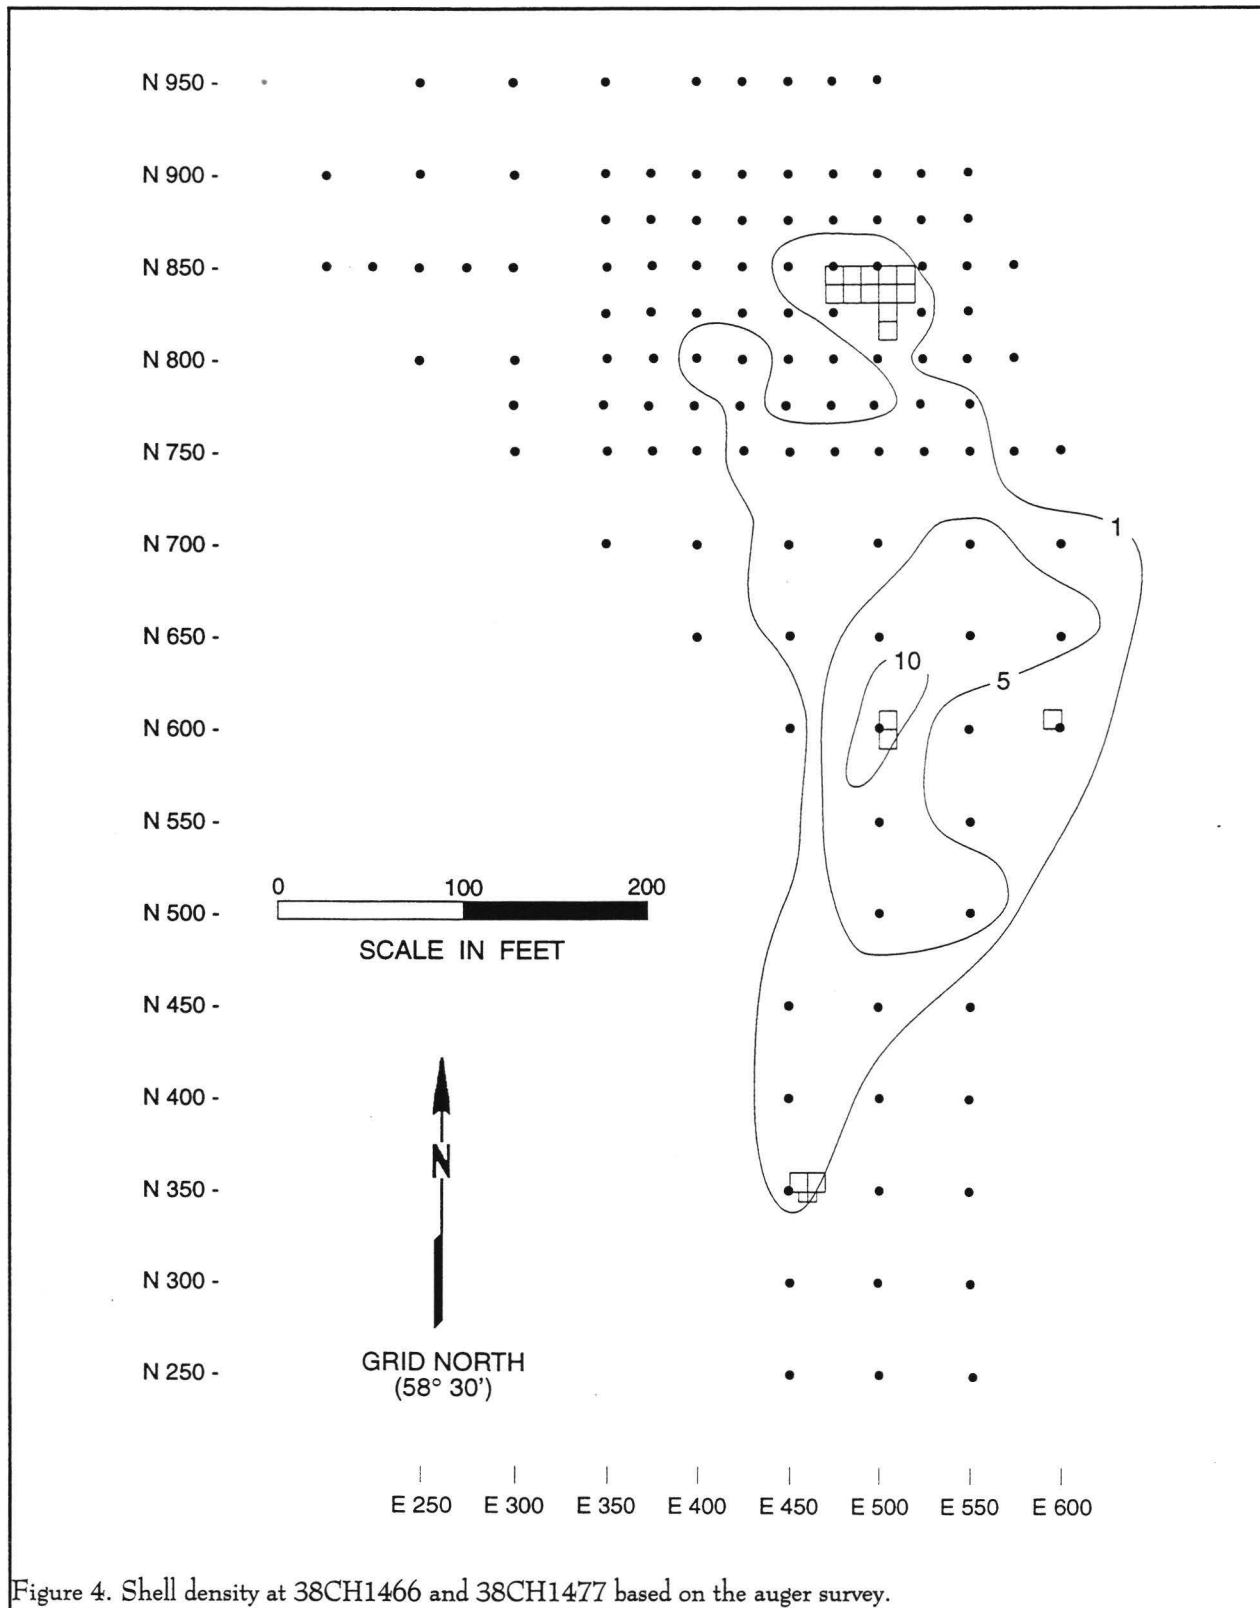 N 950 -
N 900 -
N 850 -
N 800 -
N 750 -
1
N 700 -
N 650 -
10
5
N 600 -
N 550 -
0 100 200
N 500 -
SCALE IN FEET
N 450 -
N 400 -
N
N 350 -
N 300 -
GRID NORTH
(58° 30')
N 250 -
E 250 E 300 E 350 E 400 E 450 E 500 E 550 E 600
Figure 4. Shell density at 38CH1466 and 38CH1477 based on the auger survey.